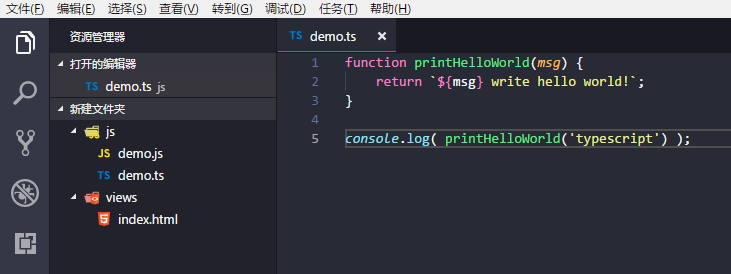 文件(F) 编辑(E) 选择(S) 查看(V) 转到(G) 调试(D) 任务(T) 帮助(H)
资源管理器
打开的编辑器
TS demo.ts js
新建文件夹
js
JS demo.js
TS demo.ts
views
index.html
TS demo.ts ×
1 function printHelloWorld(msg) {
2 return `${msg} write hello world!`;
3 }
4
5 console.log( printHelloWorld('typescript') );